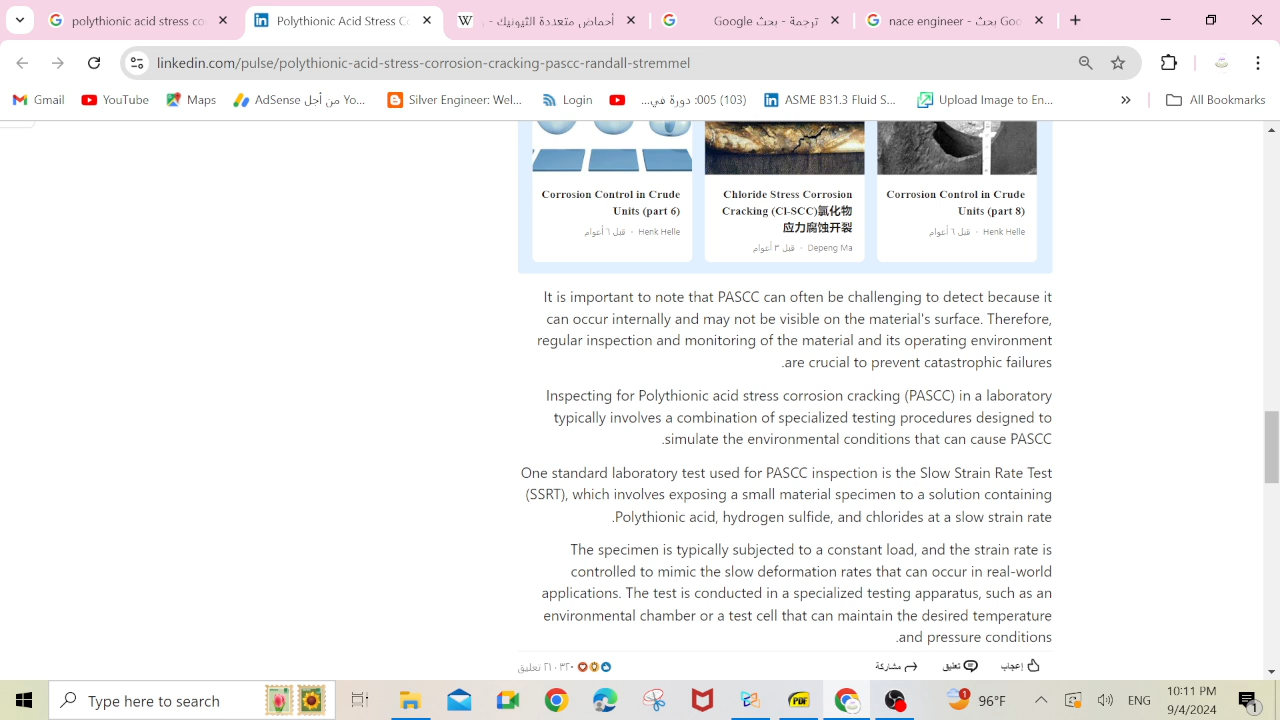 polythionic acid stress co
Polythionic Acid Stress Co
أحماض متعددة الثيونيك -
ترجمة - بحث Google
nace engineer - بحث Goo
linkedin.com/pulse/polythionic-acid-stress-corrosion-cracking-pascc-randall-stremmel
Gmail
YouTube
Maps
AdSense من أجل Yo...
Silver Engineer: Wel...
Login
(103) 005: دورة في...
ASME B31.3 Fluid S...
Upload Image to En...
»
All Bookmarks
Corrosion Control in Crude
Units (part 6)
Henk Helle · قبل ٦ أعوام
Chloride Stress Corrosion
Cracking (Cl-SCC)氯化物
应力腐蚀开裂
Depeng Ma · قبل ٣ أعوام
Corrosion Control in Crude
Units (part 8)
Henk Helle · قبل ٦ أعوام
It is important to note that PASCC can often be challenging to detect because it
can occur internally and may not be visible on the material's surface. Therefore,
regular inspection and monitoring of the material and its operating environment
.are crucial to prevent catastrophic failures
Inspecting for Polythionic acid stress corrosion cracking (PASCC) in a laboratory
typically involves a combination of specialized testing procedures designed to
.simulate the environmental conditions that can cause PASCC
One standard laboratory test used for PASCC inspection is the Slow Strain Rate Test
(SSRT), which involves exposing a small material specimen to a solution containing
.Polythionic acid, hydrogen sulfide, and chlorides at a slow strain rate
The specimen is typically subjected to a constant load, and the strain rate is
controlled to mimic the slow deformation rates that can occur in real-world
applications. The test is conducted in a specialized testing apparatus, such as an
environmental chamber or a test cell that can maintain the desired temperature
.and pressure conditions
إعجاب
تعليق
مشاركة
٣٢٠ · ٢١ تعليق
Type here to search
PDF
1
96°F
ENG
10:11 PM
9/4/2024
1